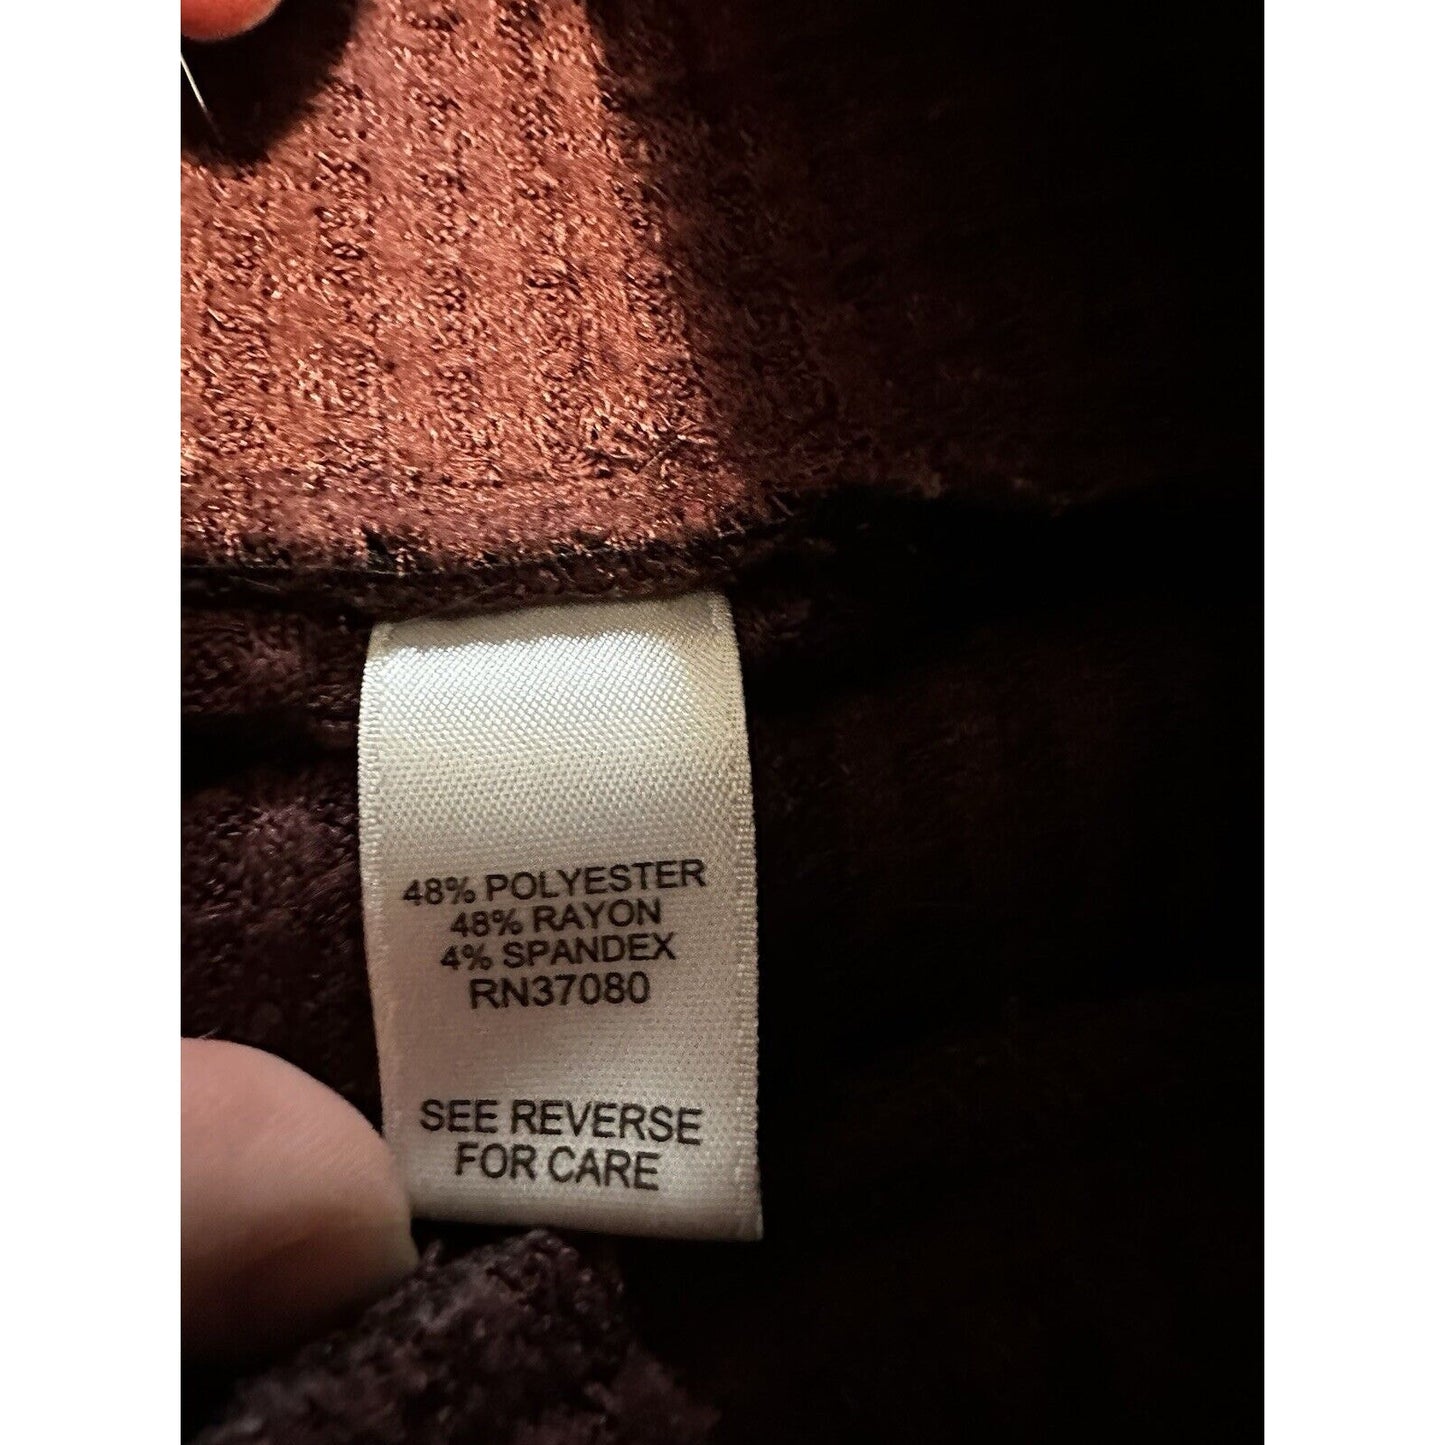 48% POLYESTER
48% RAYON
4% SPANDEX
RN37080
SEE REVERSE
FOR CARE